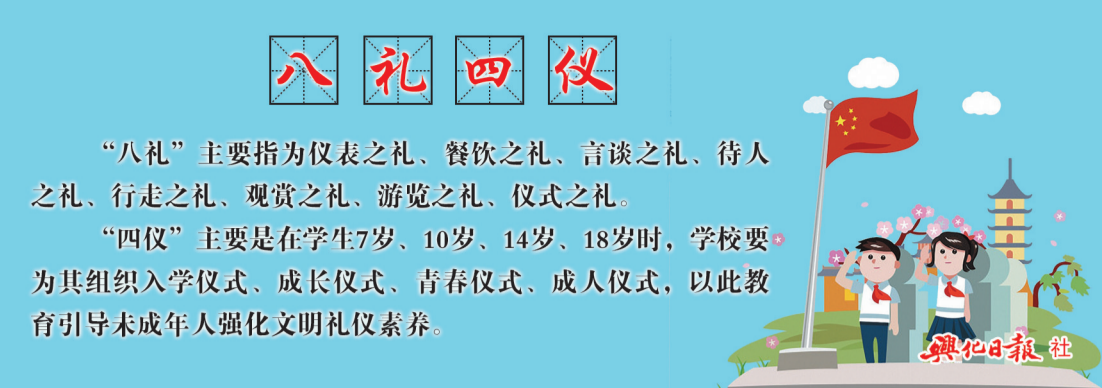 八礼四仪
“八礼”主要指为仪表之礼、餐饮之礼、言谈之礼、待人
之礼、行走之礼、观赏之礼、游览之礼、仪式之礼。
“四仪”主要是在学生7岁、10岁、14岁、18岁时，学校要
为其组织入学仪式、成长仪式、青春仪式、成人仪式，以此教
育引导未成年人强化文明礼仪素养。
興化日報 社